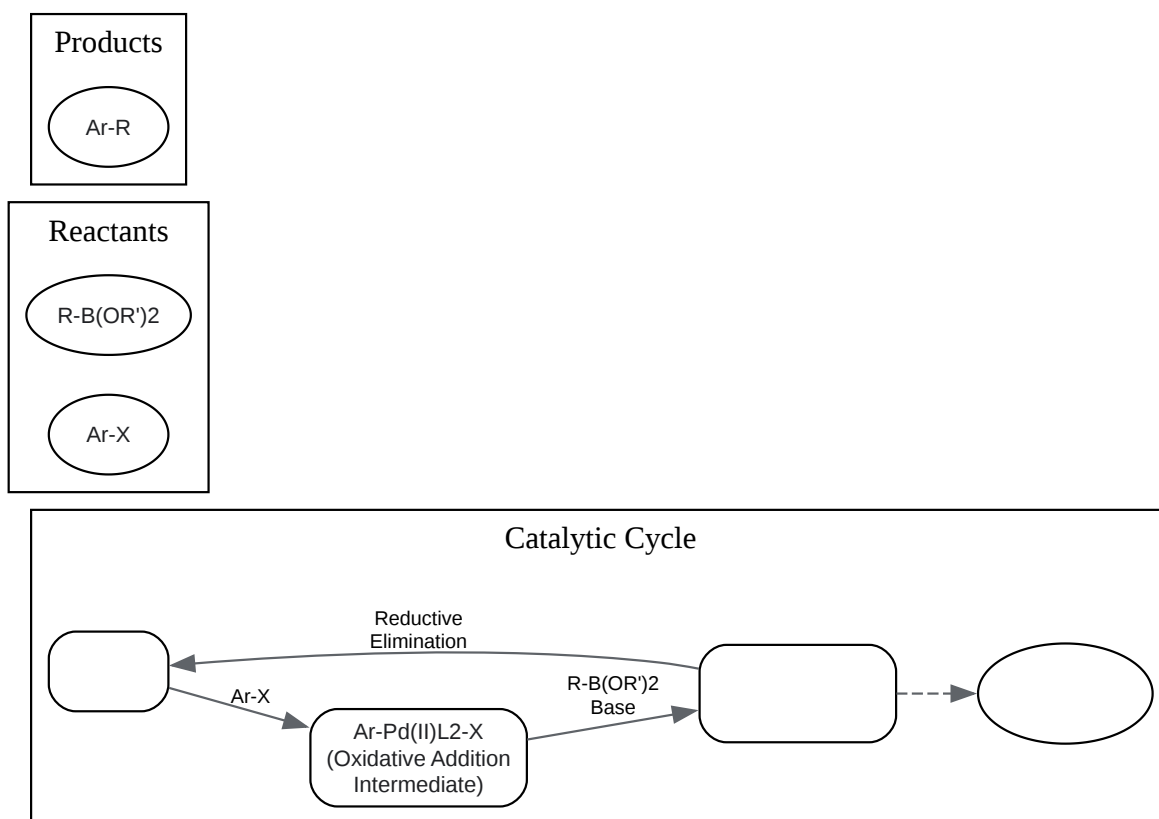 Products
Ar-R
Reactants
R-B(OR')2
Ar-X
Catalytic Cycle
Reductive
Elimination
Ar-X
R-B(OR')2
Base
Ar-Pd(II)L2-X
(Oxidative Addition
Intermediate)